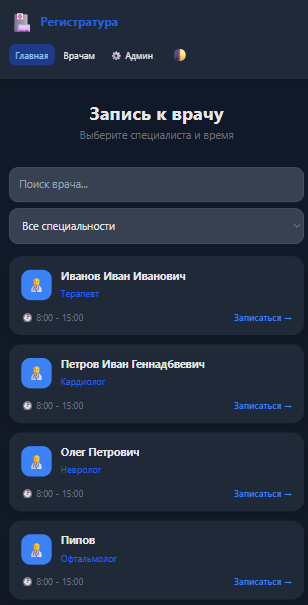 Регистратура
Главная Врачам Админ
Запись к врачу
Выберите специалиста и время
Поиск врача...
Все специальности
Иванов Иван Иванович
Терапевт
8:00 - 15:00 Записаться →
Петров Иван Геннадбвевич
Кардиолог
8:00 - 15:00 Записаться →
Олег Петрович
Невролог
8:00 - 15:00 Записаться →
Пипов
Офтальмолог
8:00 - 15:00 Записаться →